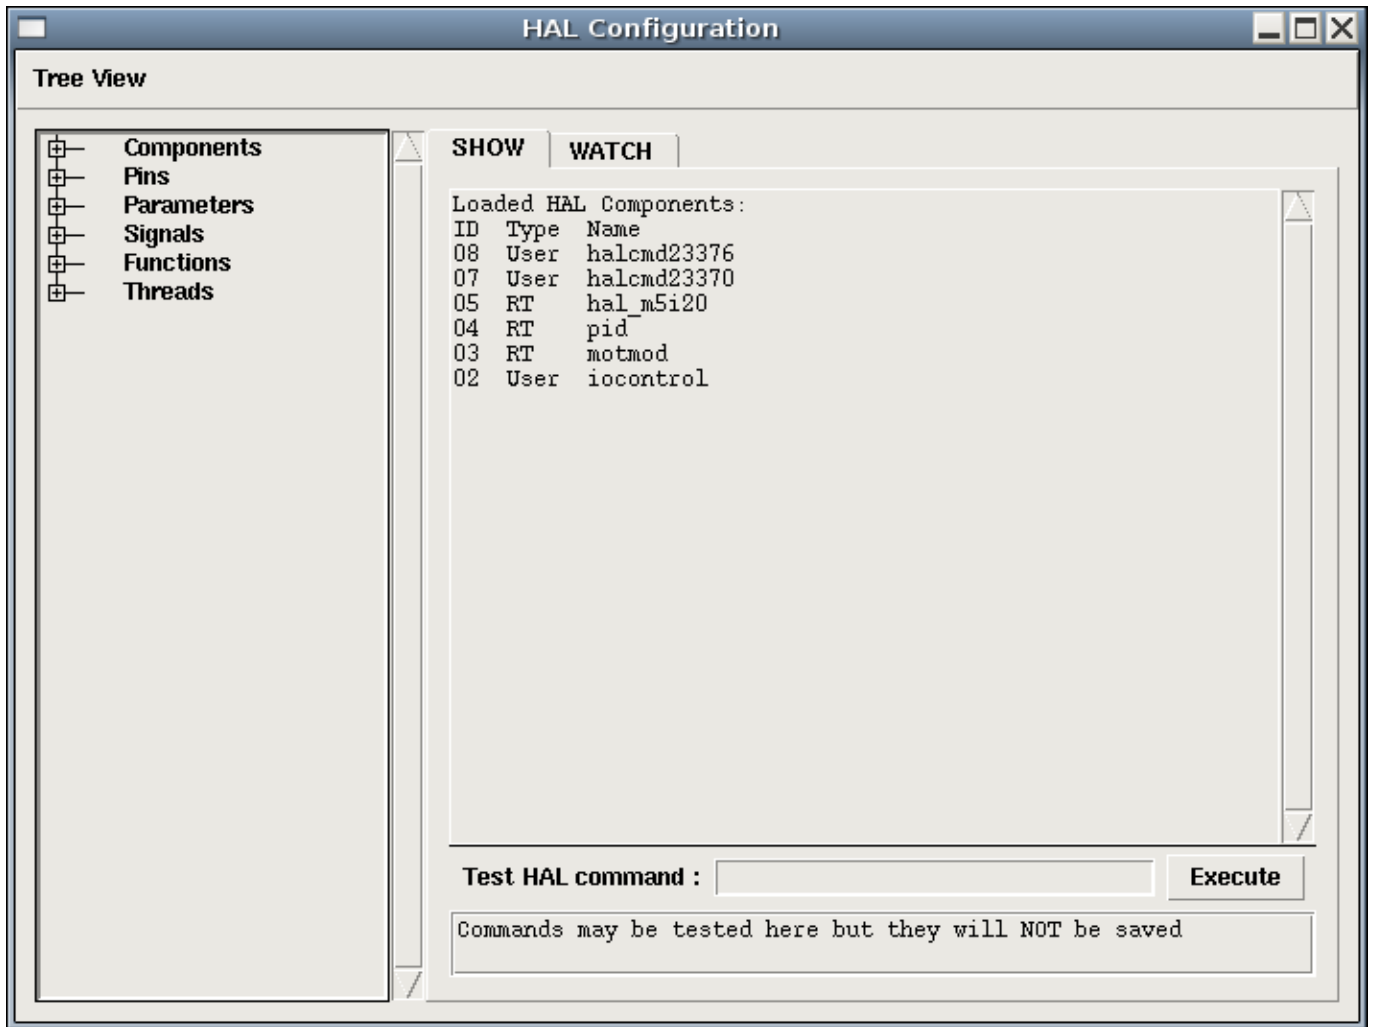 HAL Configuration
Tree View
Components
Pins
Parameters
Signals
Functions
Threads
SHOW WATCH
Loaded HAL Components:
ID Type Name
08 User halcmd23376
07 User halcmd23370
05 RT hal_m5i20
04 RT pid
03 RT motmod
02 User iocontrol
Test HAL command : Execute
Commands may be tested here but they will NOT be saved